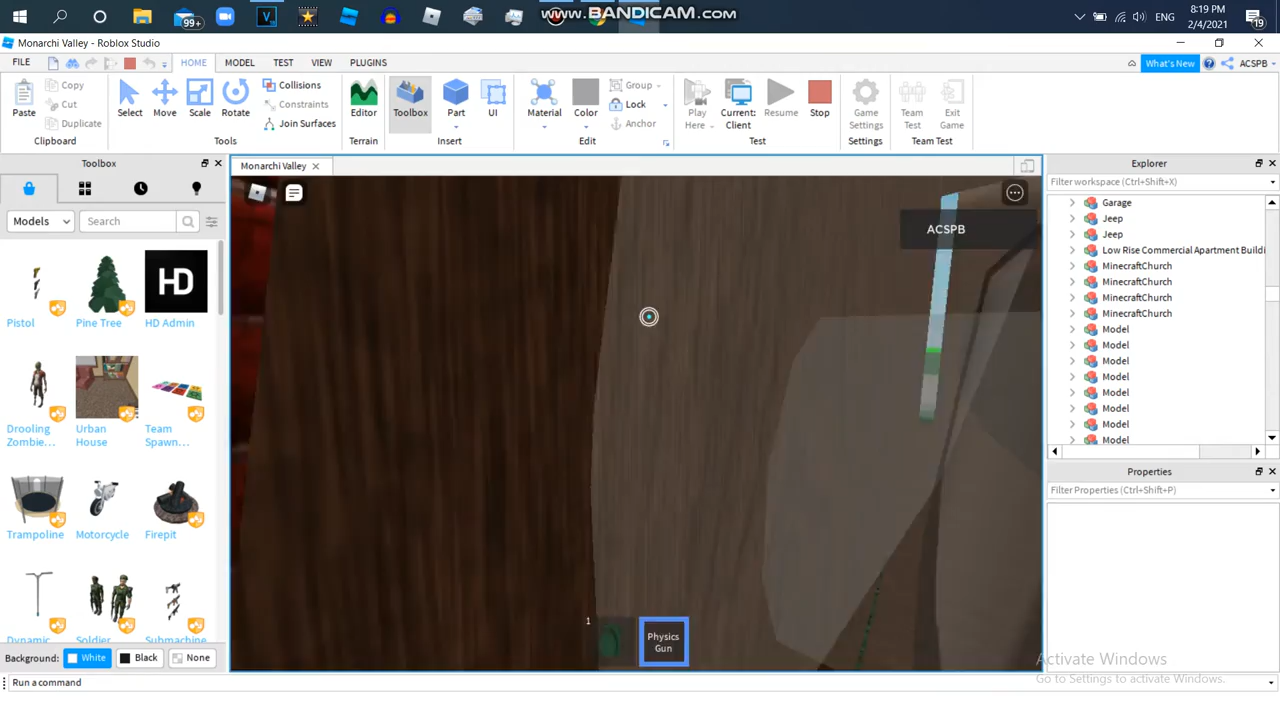 99+
www.BANDICAM.com
ENG
8:19 PM
2/4/2021
19
Monarchi Valley - Roblox Studio
FILE
HOME
MODEL
TEST
VIEW
PLUGINS
What's New
ACSPB
Paste
Copy
Cut
Duplicate
Clipboard
Select
Move
Scale
Rotate
Tools
Collisions
Constraints
Join Surfaces
Editor
Terrain
Toolbox
Part
UI
Insert
Material
Color
Group
Lock
Anchor
Edit
Play
Here
Current:
Client
Resume
Stop
Test
Game
Settings
Settings
Team
Test
Exit
Game
Team Test
Toolbox
Models
Search
Pistol
Pine Tree
HD
HD Admin
Drooling
Zombie...
Urban
House
Team
Spawn...
Trampoline
Motorcycle
Firepit
Dynamic
Soldier
Submachine
Background:
White
Black
None
Run a command
Monarchi Valley
ACSPB
1
Physics
Gun
Explorer
Filter workspace (Ctrl+Shift+X)
Garage
Jeep
Jeep
Low Rise Commercial Apartment Buildi
MinecraftChurch
MinecraftChurch
MinecraftChurch
MinecraftChurch
Model
Model
Model
Model
Model
Model
Model
Model
Properties
Filter Properties (Ctrl+Shift+P)
Activate Windows
Go to Settings to activate Windows.